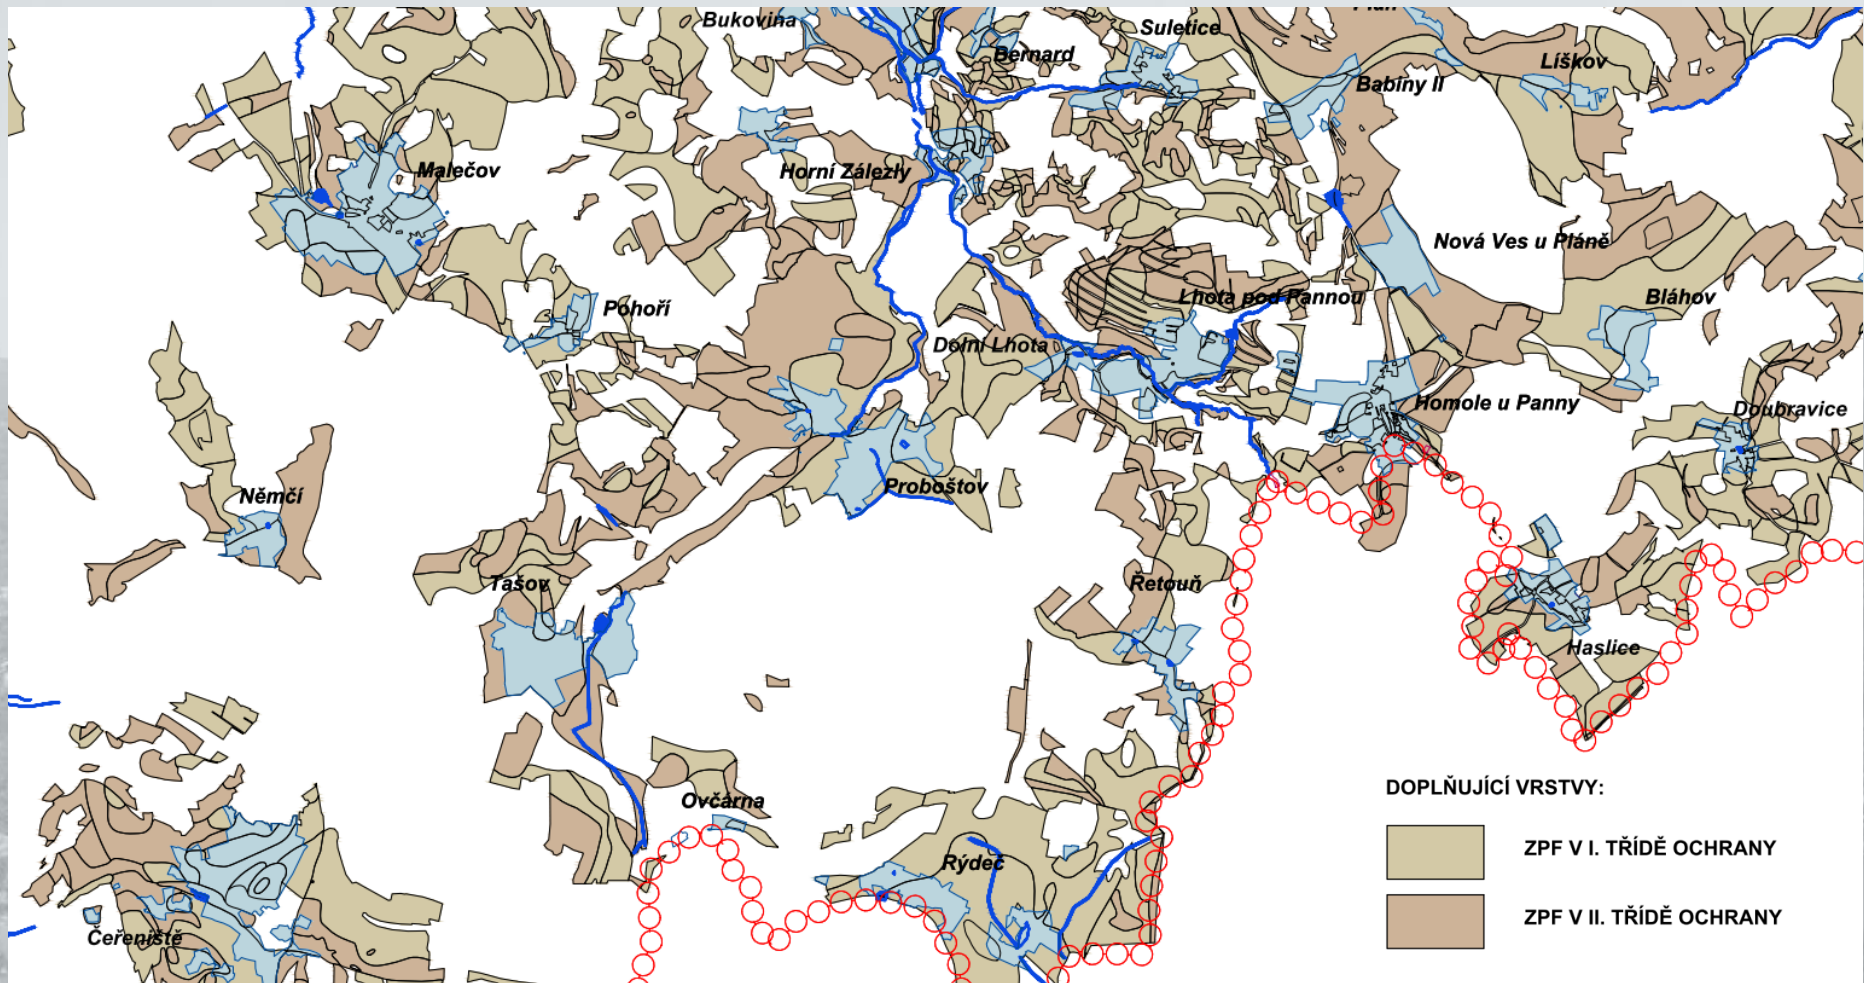 Bukovina
Suletice
Bernard
Líškov
Babiny II
Malečov
Horní Zálezly
Nová Ves u Pláně
Pohoří
Lhota pod Pannou
Bláhov
Dolní Lhota
Homole u Panny
Doubravice
Němčí
Proboštov
Tašov
Řetouň
Haslice
DOPLŇUJÍCÍ VRSTVY:
Ovčárna
ZPF V I. TŘÍDĚ OCHRANY
Rýdeč
ZPF V II. TŘÍDĚ OCHRANY
Čeřeniště